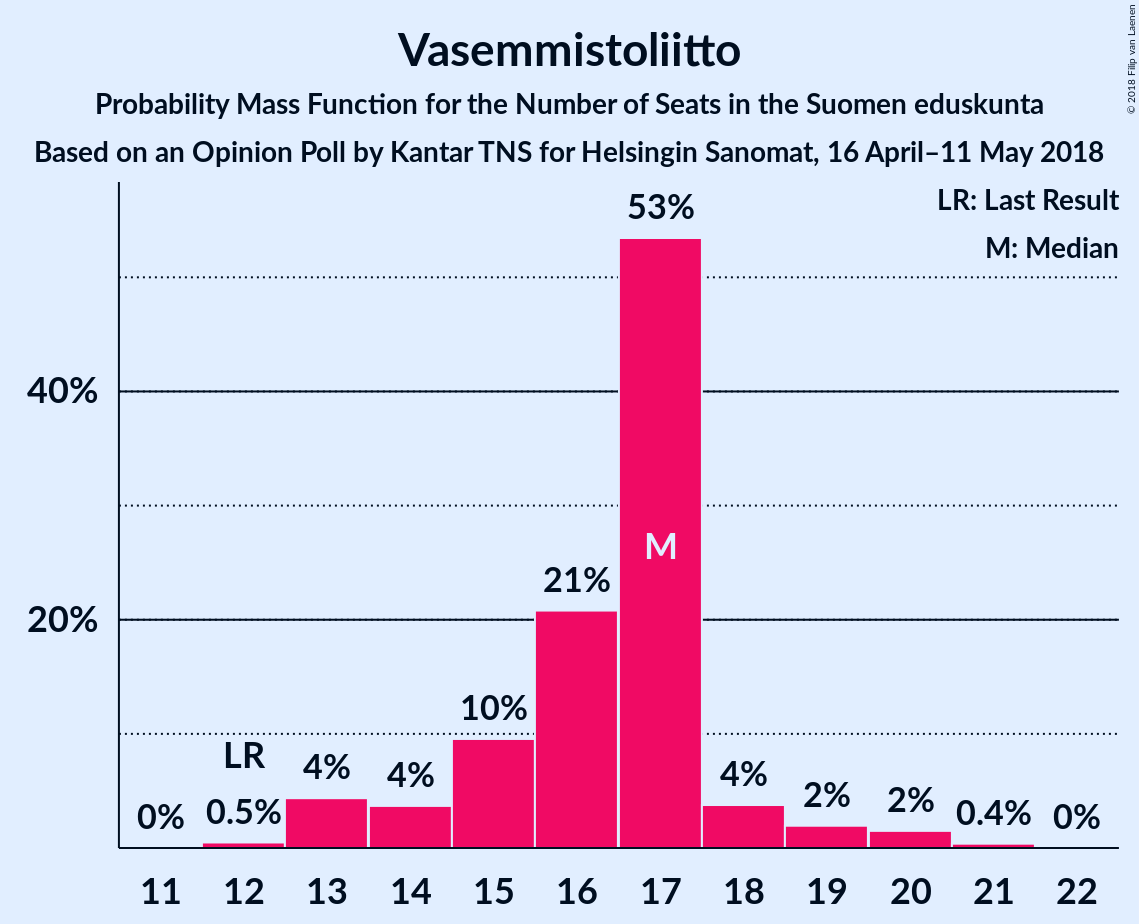 Vasemmistoliitto
Probability Mass Function for the Number of Seats in the Suomen eduskunta
Based on an Opinion Poll by Kantar TNS for Helsingin Sanomat, 16 April–11 May 2018
© 2018 Filip van Laenen
LR: Last Result
M: Median
53%
40%
M
21%
20%
10%
LR
0%
0.5%
4%
4%
4%
2%
2%
0.4%
0%
11 12 13 14 15 16 17 18 19 20 21 22